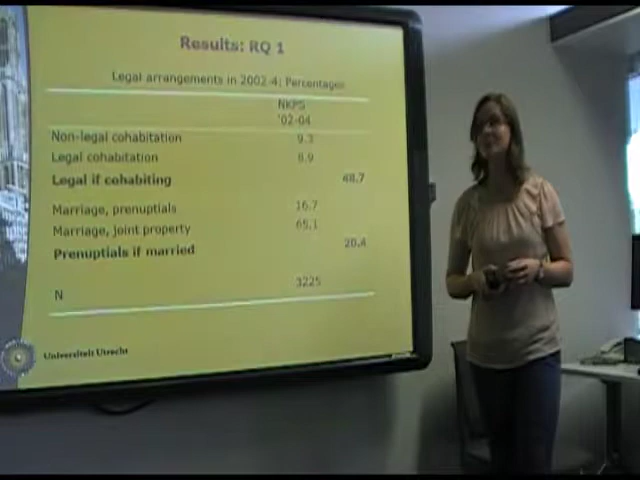 Results: RQ 1
Legal arrangements in 2002-4; Percentages
NKPS
'02-04
Non-legal cohabitation 9.3
Legal cohabitation 8.9
Legal if cohabiting 48.7
Marriage, prenuptials 16.7
Marriage, joint property 65.1
Prenuptials if married 20.4
N 3225
Universiteit Utrecht